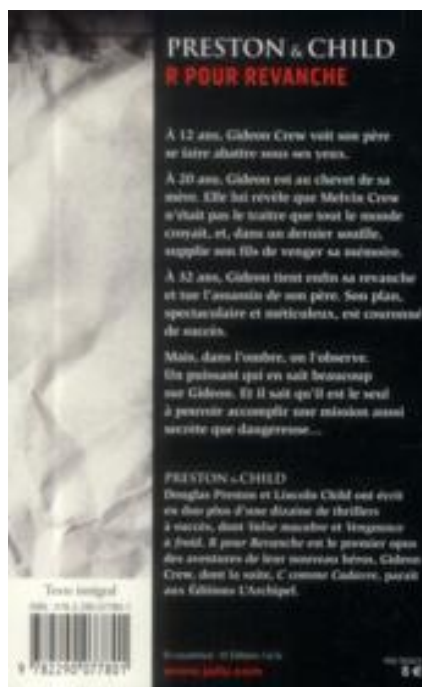 PRESTON & CHILD
R POUR REVANCHE
À 12 ans, Gideon Crew voit son père
se faire abattre sous ses yeux.
À 20 ans, Gideon est au chevet de sa
mère. Elle lui révèle que Melvin Crew
n'était pas le traître que tout le monde
croyait, et, dans un dernier souffle,
supplie son fils de venger sa mémoire.
À 32 ans, Gideon tient enfin sa revanche
et tue l'assassin de son père. Son plan,
spectaculaire et méticuleux, est couronné
de succès.
Mais, dans l'ombre, on l'observe.
Un puissant qui en sait beaucoup
sur Gideon. Et il sait qu'il est le seul
à pouvoir accomplir une mission aussi
secrète que dangereuse...
PRESTON & CHILD
Douglas Preston et Lincoln Child ont écrit
en duo plus d'une dizaine de thrillers
à succès, dont Valse macabre et Vengeance
à froid. R pour Revanche est le premier opus
des aventures de leur nouveau héros, Gideon
Crew, dont la suite, C comme Cadavre, paraît
aux Éditions L'Archipel.
Texte intégral
9 782290 077801
8 €